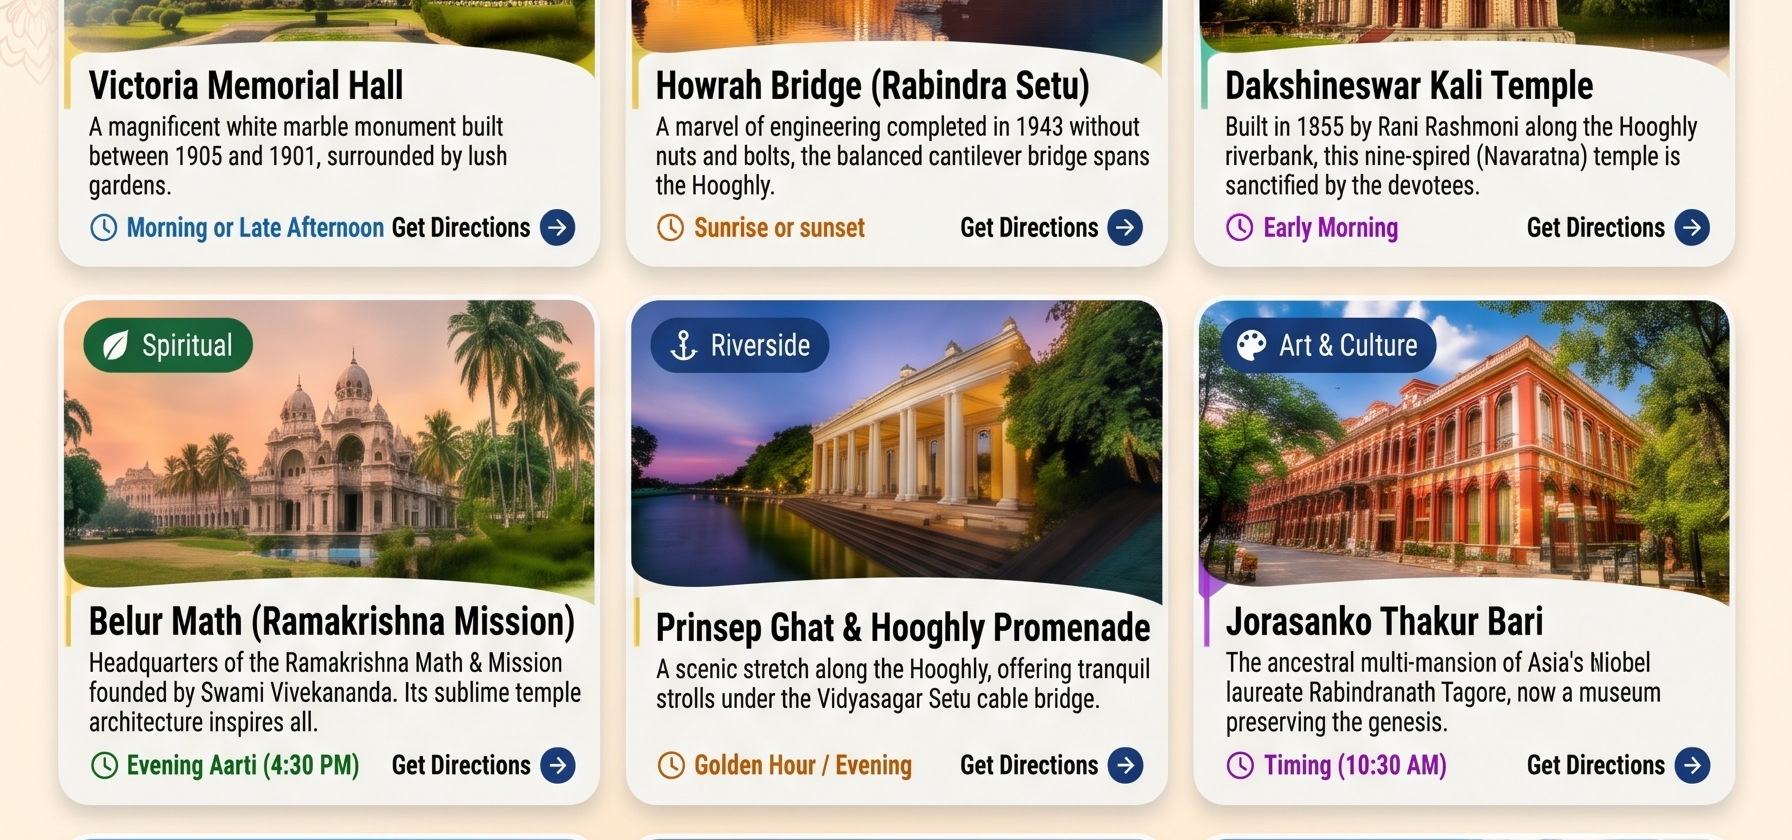 Victoria Memorial Hall
A magnificent white marble monument built
between 1905 and 1901, surrounded by lush
gardens.
Morning or Late Afternoon Get Directions
Howrah Bridge (Rabindra Setu)
A marvel of engineering completed in 1943 without
nuts and bolts, the balanced cantilever bridge spans
the Hooghly.
Sunrise or sunset Get Directions
Dakshineswar Kali Temple
Built in 1855 by Rani Rashmoni along the Hooghly
riverbank, this nine-spired (Navaratna) temple is
sanctified by the devotees.
Early Morning Get Directions
Spiritual
Belur Math (Ramakrishna Mission)
Headquarters of the Ramakrishna Math & Mission
founded by Swami Vivekananda. Its sublime temple
architecture inspires all.
Evening Aarti (4:30 PM) Get Directions
Riverside
Prinsep Ghat & Hooghly Promenade
A scenic stretch along the Hooghly, offering tranquil
strolls under the Vidyasagar Setu cable bridge.
Golden Hour / Evening Get Directions
Art & Culture
Jorasanko Thakur Bari
The ancestral multi-mansion of Asia's Niobel
laureate Rabindranath Tagore, now a museum
preserving the genesis.
Timing (10:30 AM) Get Directions